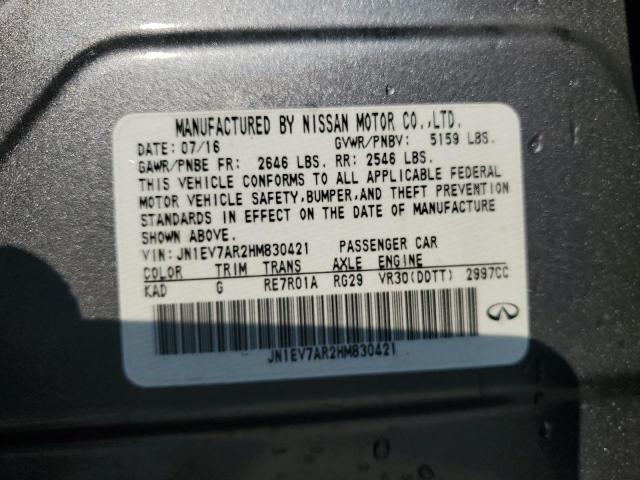 MANUFACTURED BY NISSAN MOTOR CO.,LTD.
DATE: 07/16 GVWR/PNBV: 5159 LBS.
GAWR/PNBE FR: 2646 LBS. RR: 2546 LBS.
THIS VEHICLE CONFORMS TO ALL APPLICABLE FEDERAL
MOTOR VEHICLE SAFETY,BUMPER,AND THEFT PREVENTION
STANDARDS IN EFFECT ON THE DATE OF MANUFACTURE
SHOWN ABOVE.
VIN: JN1EV7AR2HM830421 PASSENGER CAR
COLOR TRIM TRANS AXLE ENGINE
KAD G RE7R01A RG29 VR30(DDTT) 2997CC
JN1EV7AR2HM830421